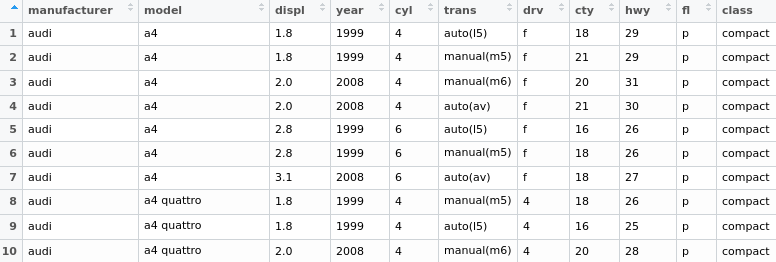 manufacturer model displ year cyl trans drv cty hwy fl class
1 audi a4 1.8 1999 4 auto(l5) f 18 29 p compact
2 audi a4 1.8 1999 4 manual(m5) f 21 29 p compact
3 audi a4 2.0 2008 4 manual(m6) f 20 31 p compact
4 audi a4 2.0 2008 4 auto(av) f 21 30 p compact
5 audi a4 2.8 1999 6 auto(l5) f 16 26 p compact
6 audi a4 2.8 1999 6 manual(m5) f 18 26 p compact
7 audi a4 3.1 2008 6 auto(av) f 18 27 p compact
8 audi a4 quattro 1.8 1999 4 manual(m5) 4 18 26 p compact
9 audi a4 quattro 1.8 1999 4 auto(l5) 4 16 25 p compact
10 audi a4 quattro 2.0 2008 4 manual(m6) 4 20 28 p compact